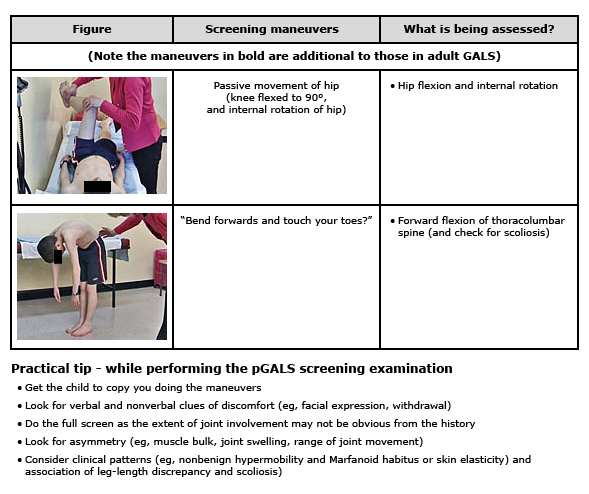 Figure
Screening maneuvers
What is being assessed?
(Note the maneuvers in bold are additional to those in adult GALS)
Passive movement of hip
(knee flexed to 90º,
and internal rotation of hip)
• Hip flexion and internal rotation
“Bend forwards and touch your toes?”
• Forward flexion of thoracolumbar
spine (and check for scoliosis)
Practical tip - while performing the pGALS screening examination
• Get the child to copy you doing the maneuvers
• Look for verbal and nonverbal clues of discomfort (eg, facial expression, withdrawal)
• Do the full screen as the extent of joint involvement may not be obvious from the history
• Look for asymmetry (eg, muscle bulk, joint swelling, range of joint movement)
• Consider clinical patterns (eg, nonbenign hypermobility and Marfanoid habitus or skin elasticity) and
association of leg-length discrepancy and scoliosis)